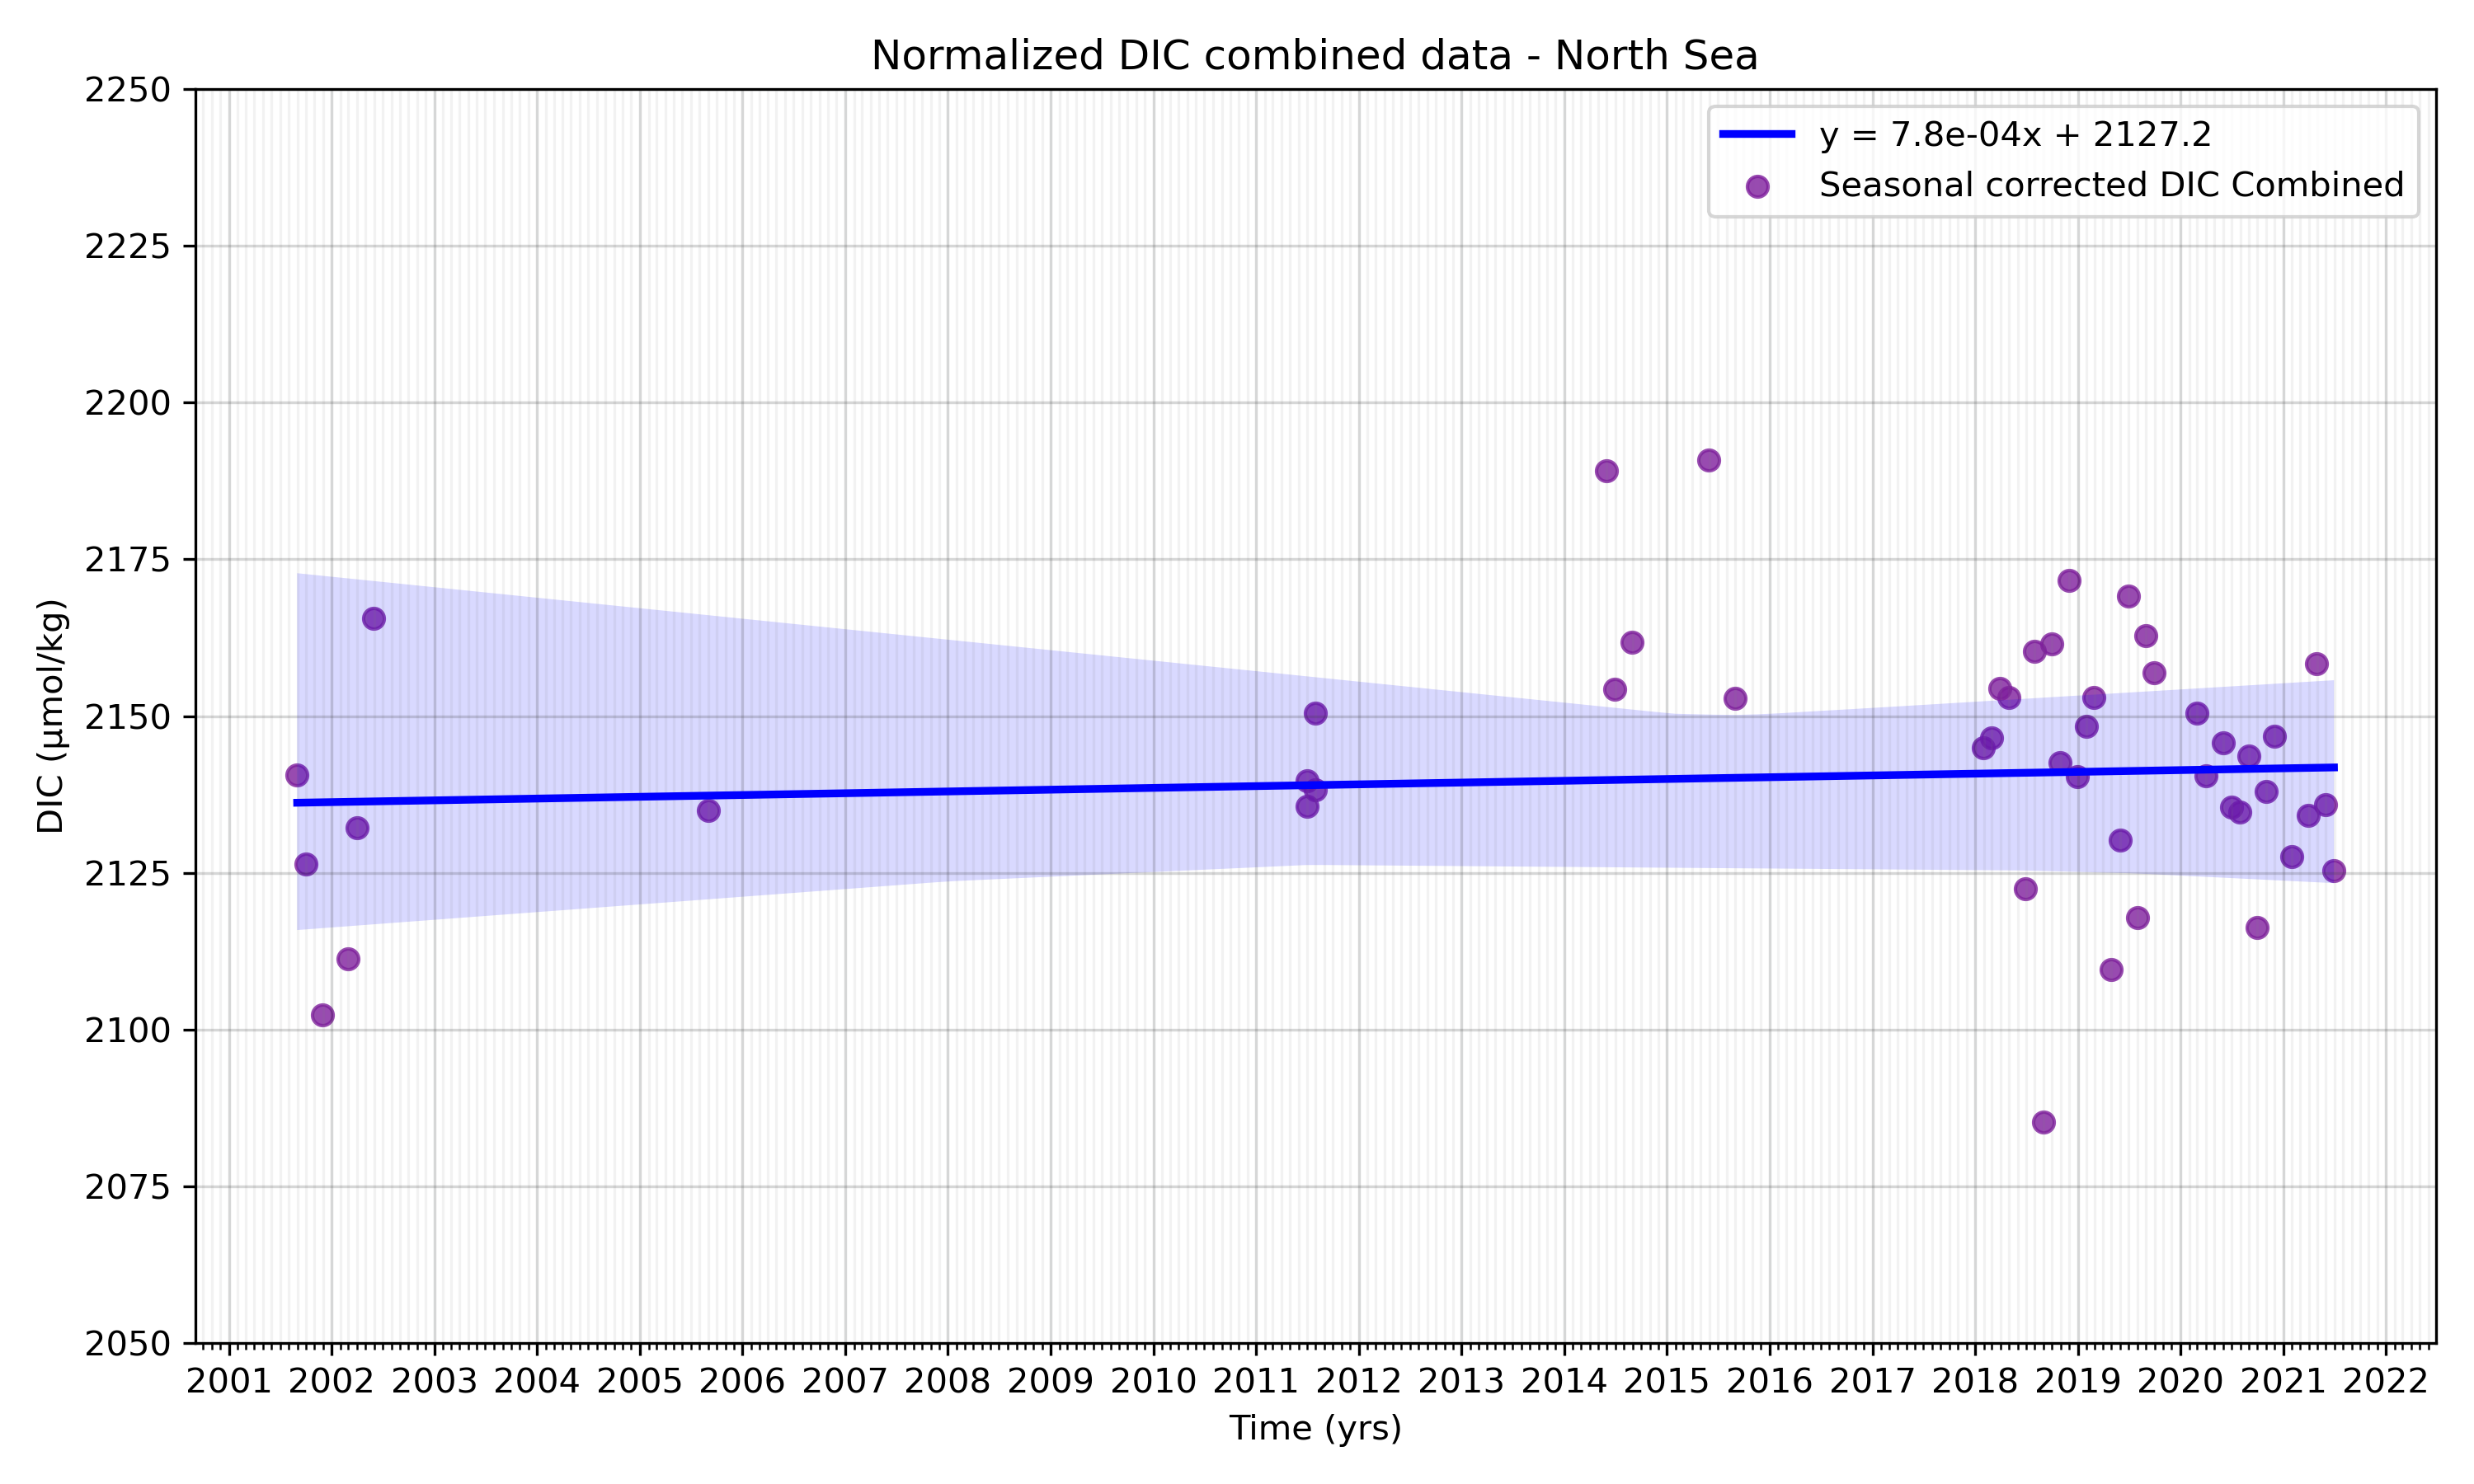 Normalized DIC combined data - North Sea
y = 7.8e-04x + 2127.2
Seasonal corrected DIC Combined
DIC (μmol/kg)
2250
2225
2200
2175
2150
2125
2100
2075
2050
2001 2002 2003 2004 2005 2006 2007 2008 2009 2010 2011 2012 2013 2014 2015 2016 2017 2018 2019 2020 2021 2022
Time (yrs)